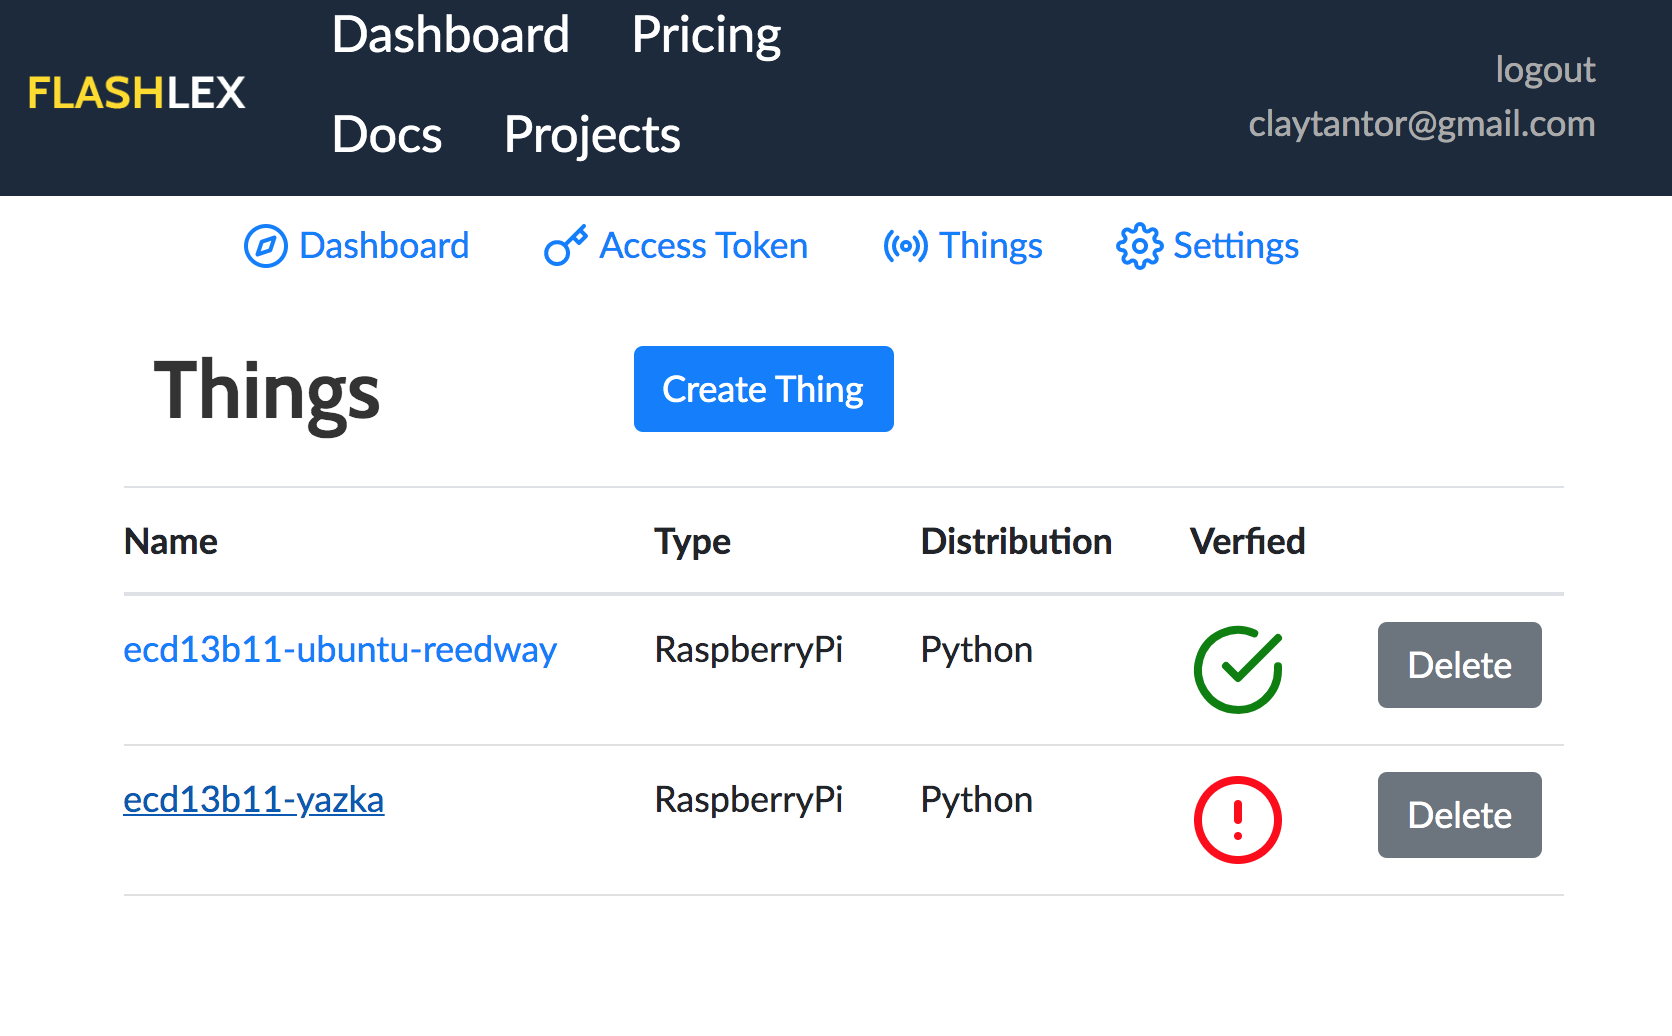 FLASHLEX
Dashboard Pricing
Docs Projects
logout
claytantor@gmail.com
Dashboard Access Token Things Settings
Things Create Thing
Name Type Distribution Verfied
ecd13b11-ubuntu-reedway RaspberryPi Python Delete
ecd13b11-yazka RaspberryPi Python Delete